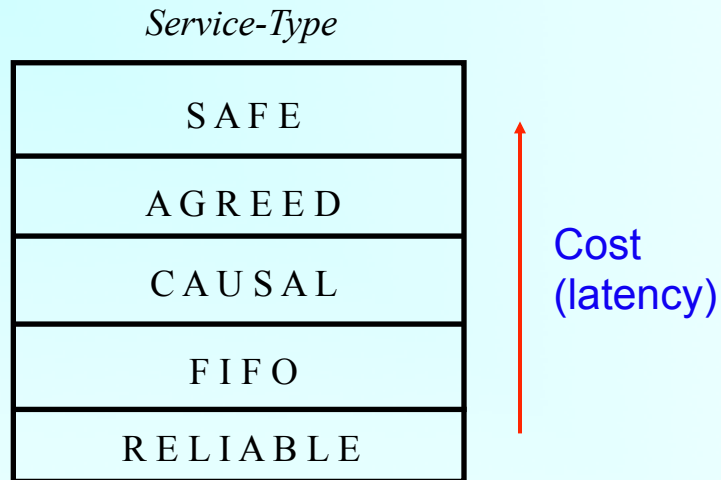 Service-Type
SAFE
AGREED
CAUSAL
FIFO
RELIABLE
Cost
(latency)